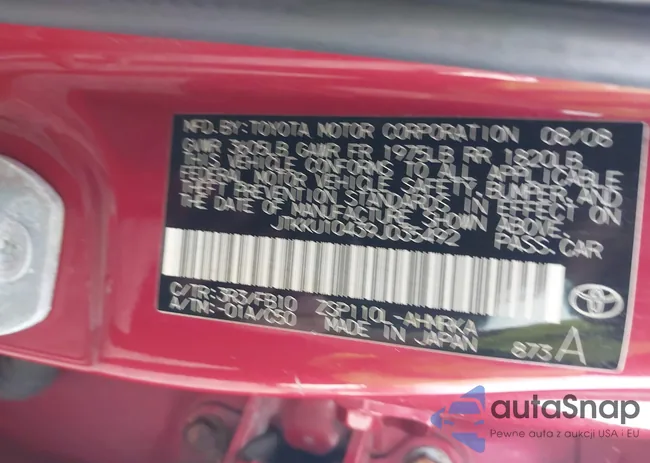 MFD.BY:TOYOTA MOTOR CORPORATION 08/08
GVWR 3605LB GAWR FR 1975LB RR 1820LB
THIS VEHICLE CONFORMS TO ALL APPLICABLE
FEDERAL MOTOR VEHICLE SAFETY, BUMPER, AND
THEFT PREVENTION STANDARDS IN EFFECT ON
THE DATE OF MANUFACTURE SHOWN ABOVE.
JTKKU10439J035492 PASS.CAR
C/TR:3R3/FB10 ZSP110L-AHNRKA
A/TM:-01A/C50 MADE IN JAPAN 873 A
autaSnap
Pewne auta z aukcji USA i EU